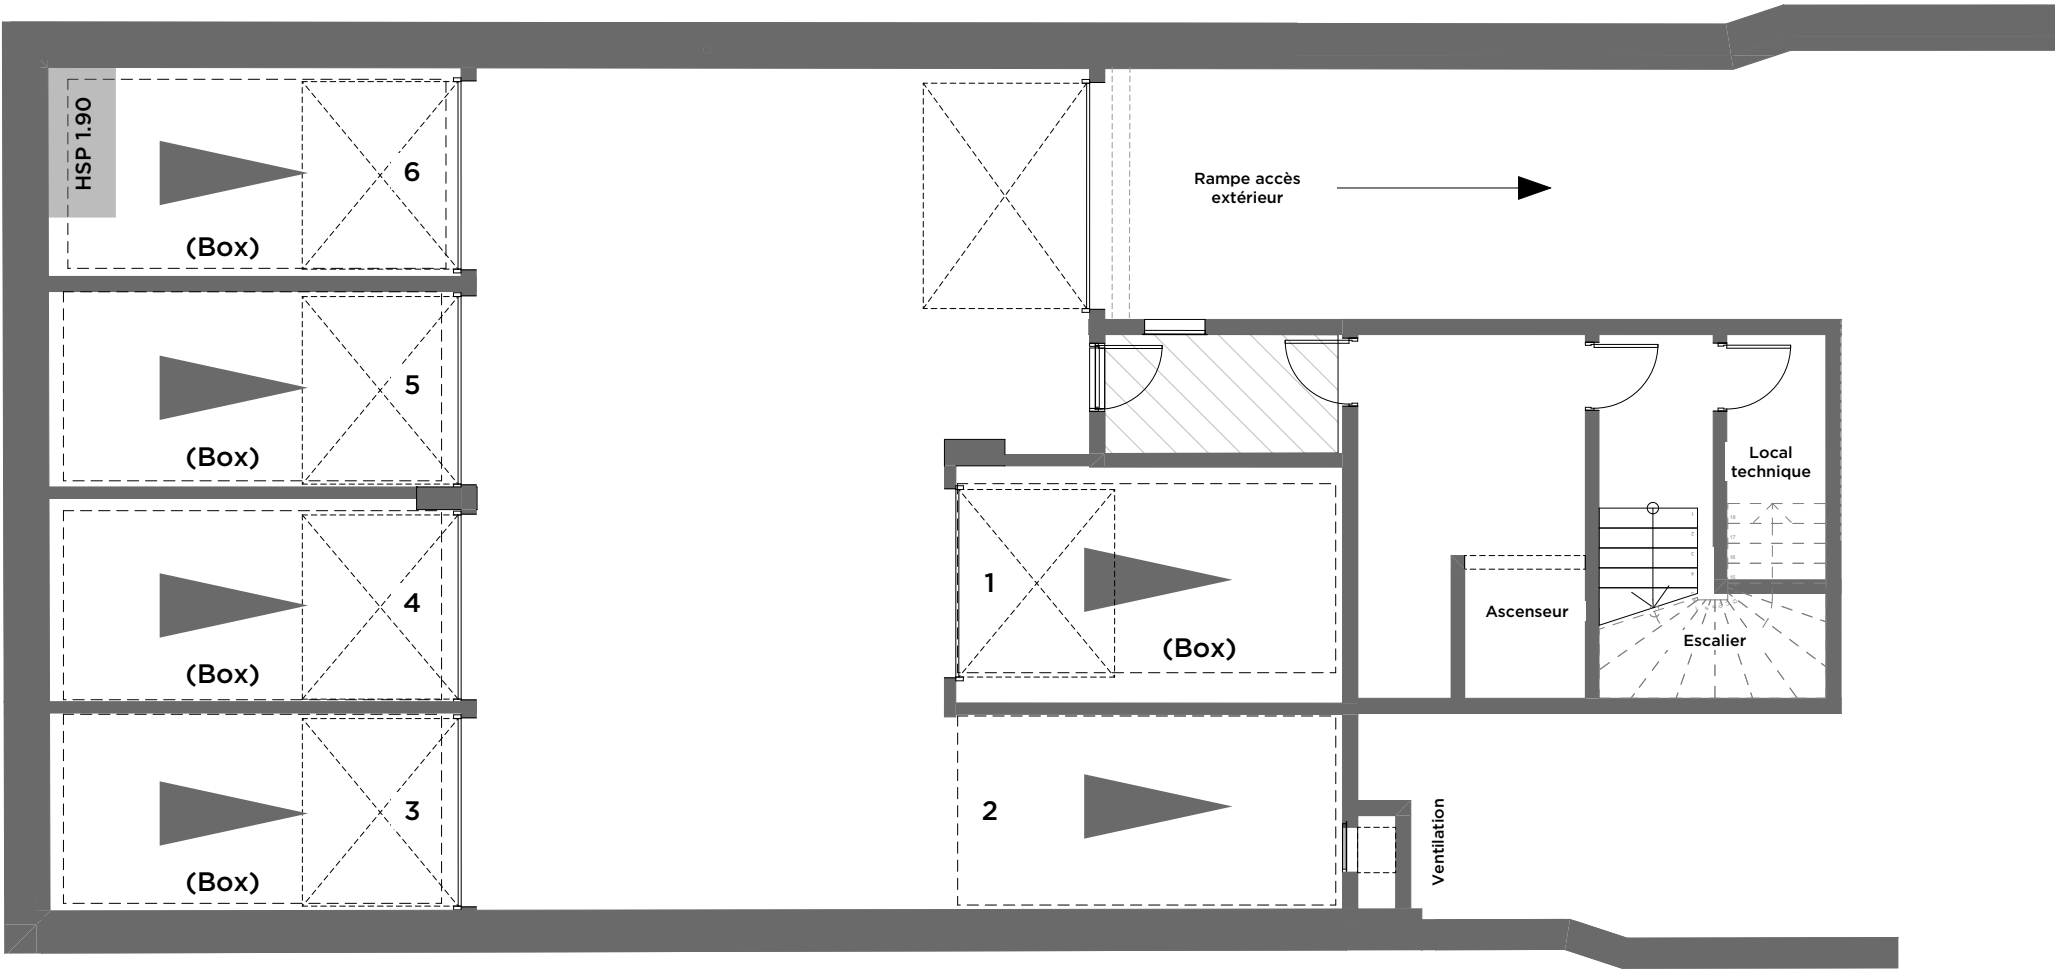 HSP 1.90
6
(Box)
5
(Box)
4
(Box)
3
(Box)
1
(Box)
2
Rampe accès
extérieur
Local
technique
Ascenseur
Escalier
Ventilation